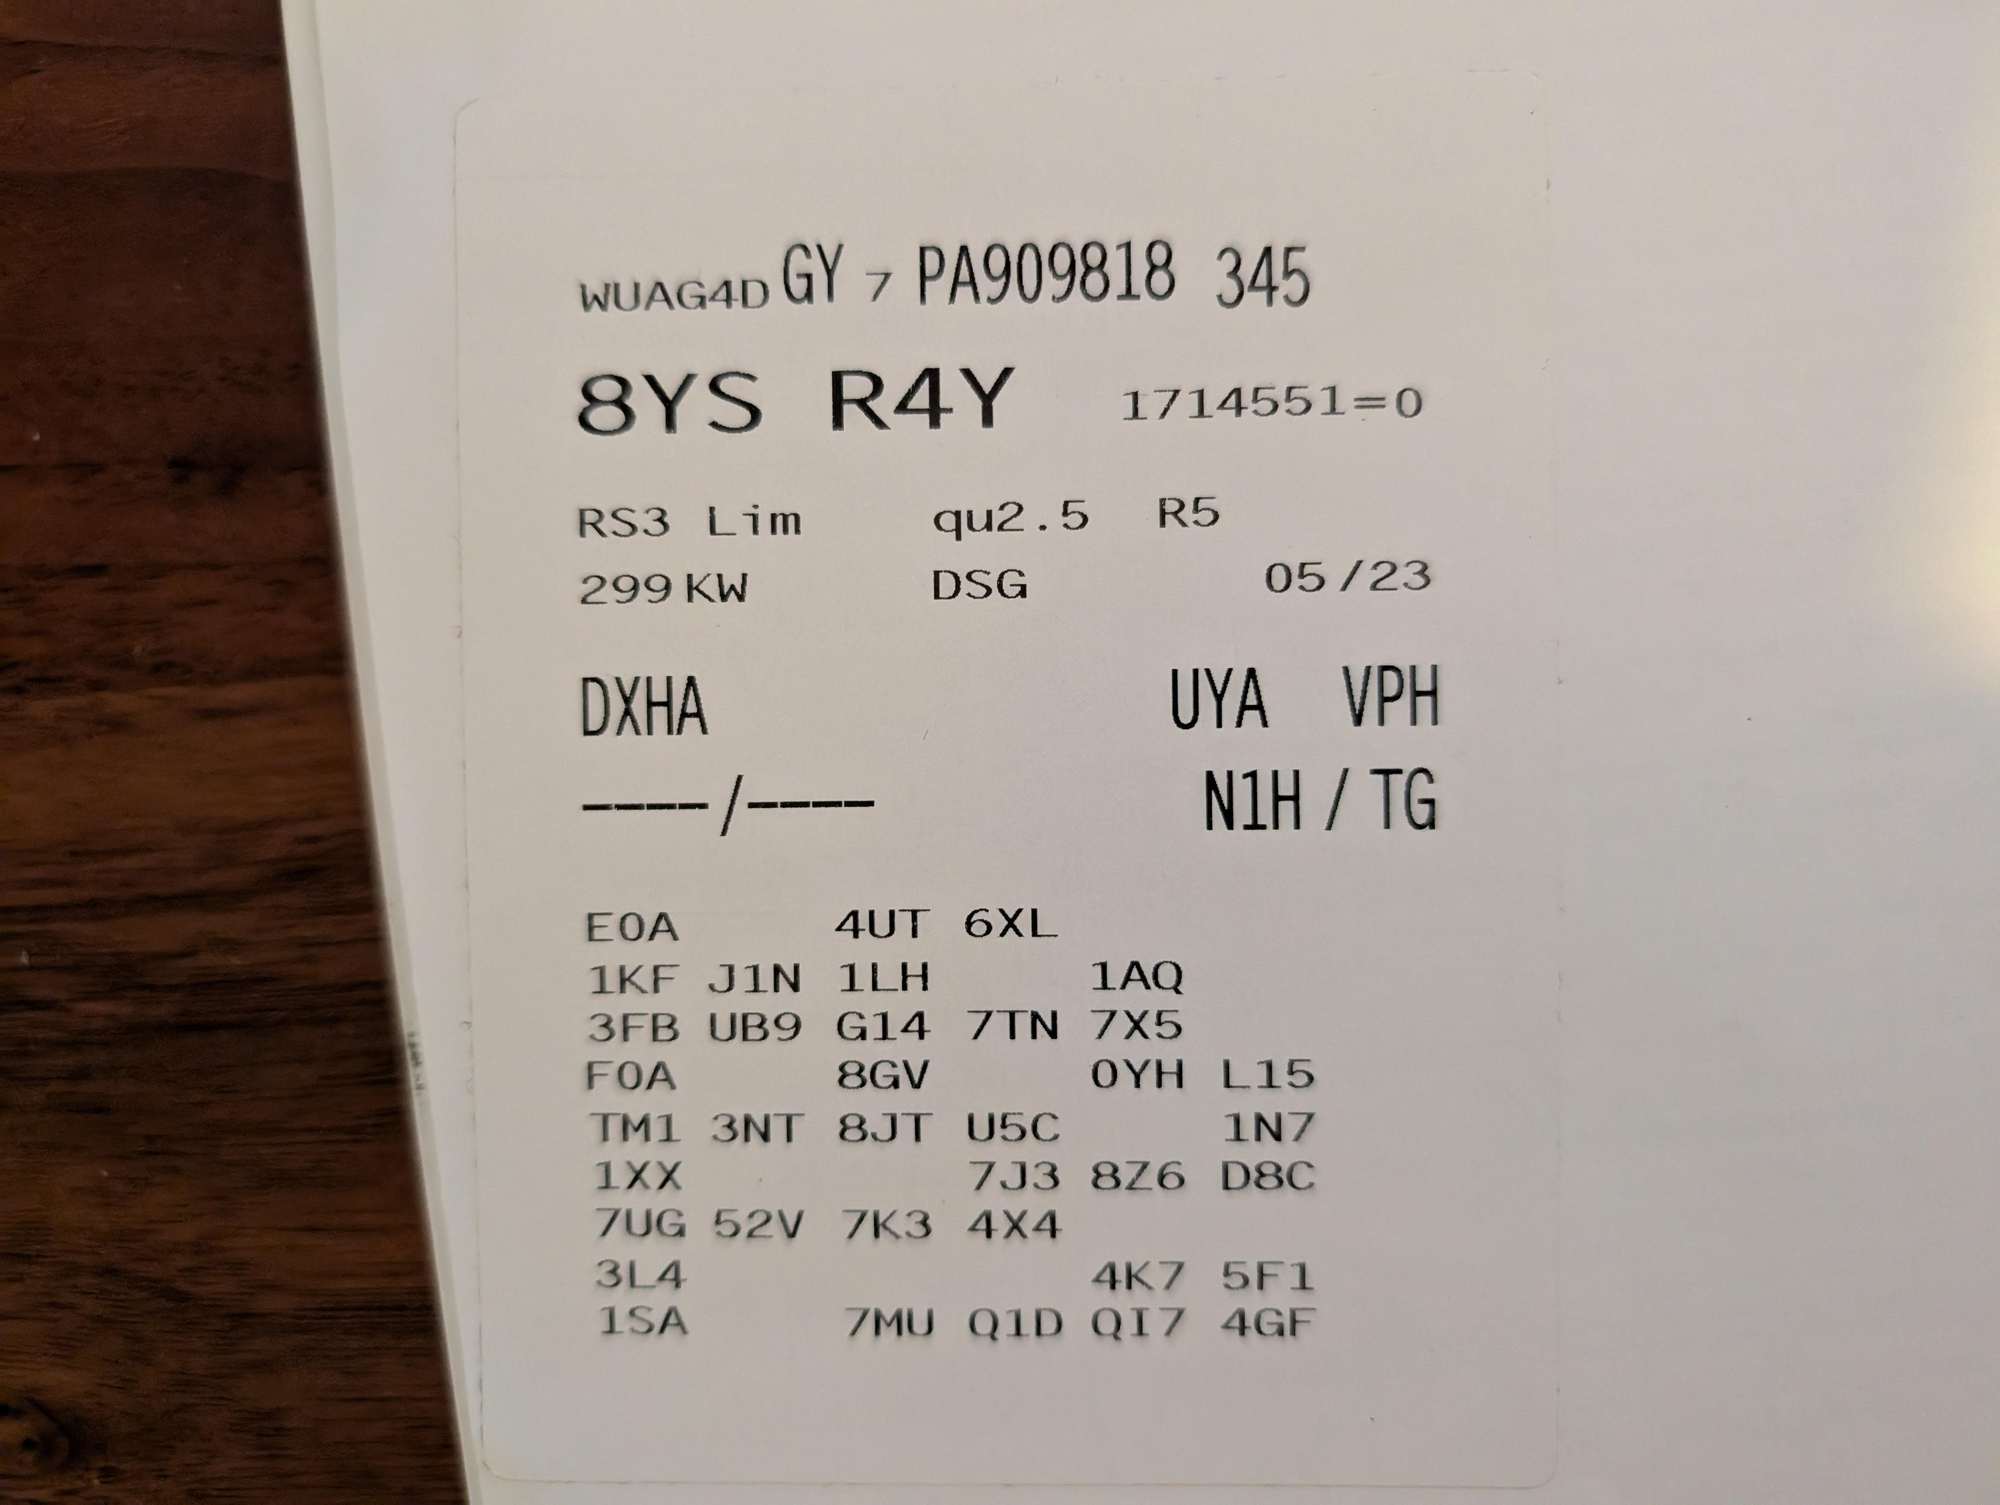 WUAG4D GY 7 PA909818 345
8YS R4Y 1714551=0
RS3 Lim qu2.5 R5
299 KW DSG 05/23
DXHA UYA VPH
----/---- N1H / TG
E0A 4UT 6XL
1KF J1N 1LH 1AQ
3FB UB9 G14 7TN 7X5
F0A 8GV 0YH L15
TM1 3NT 8JT U5C 1N7
1XX 7J3 8Z6 D8C
7UG 52V 7K3 4X4
3L4 4K7 5F1
1SA 7MU Q1D QI7 4GF